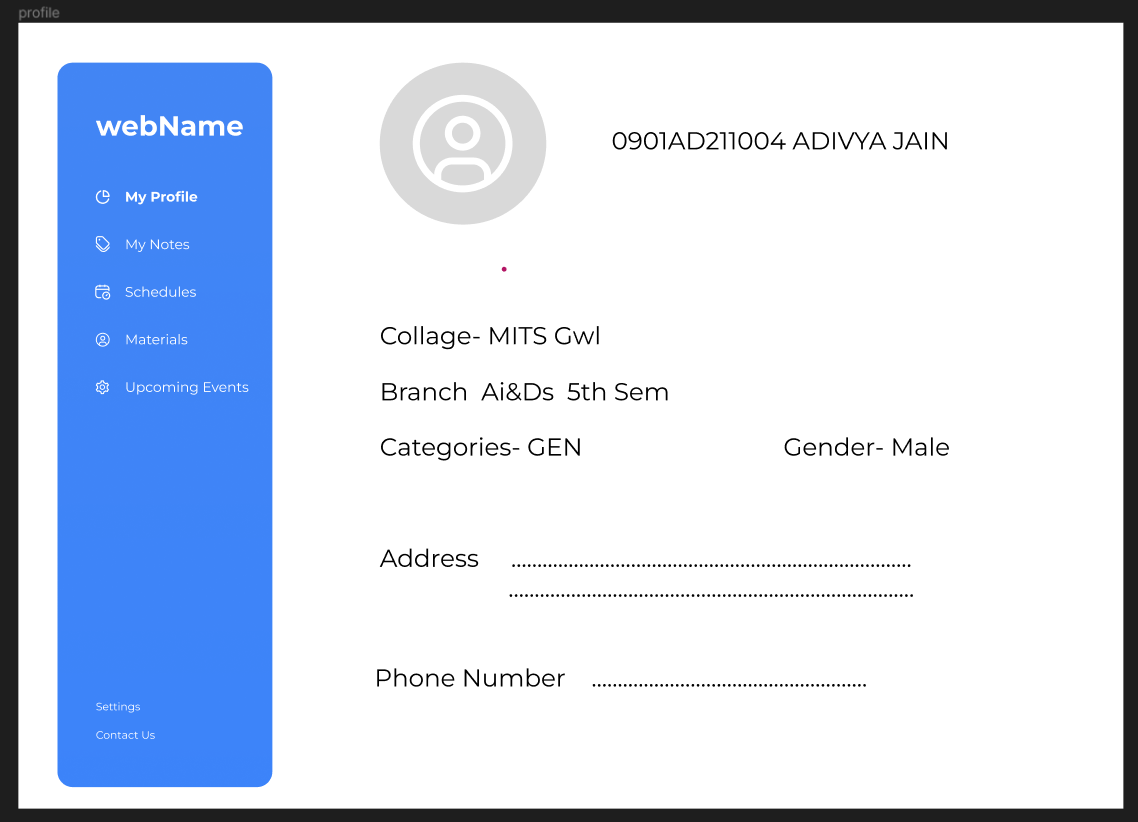 profile
webName
My Profile
My Notes
Schedules
Materials
Upcoming Events
Settings
Contact Us
0901AD211004 ADIVYA JAIN
Collage- MITS Gwl
Branch  Ai&Ds  5th Sem
Categories- GEN
Gender- Male
Address ................................................................................
.................................................................................
Phone Number .......................................................